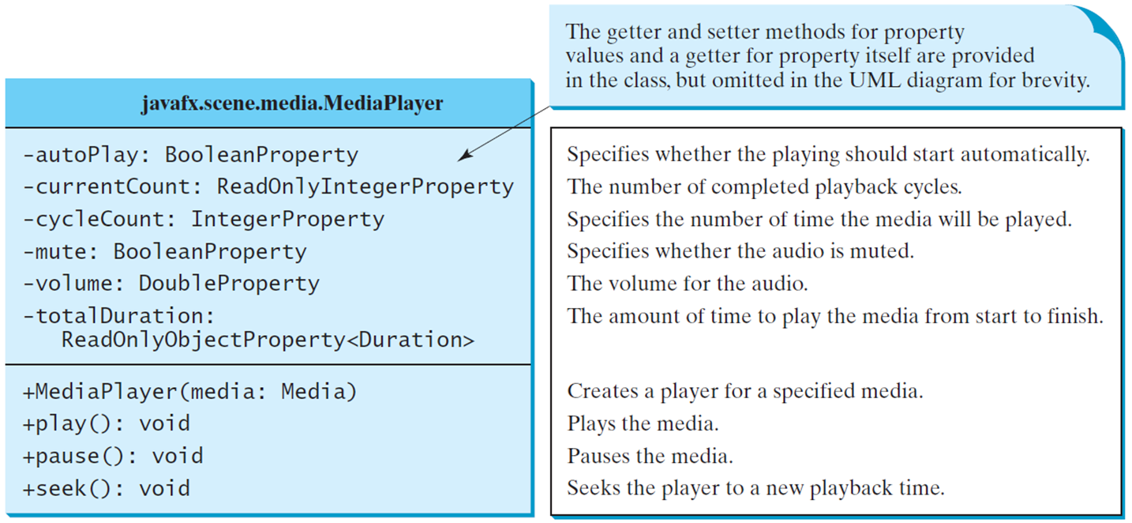 The getter and setter methods for property
values and a getter for property itself are provided
in the class, but omitted in the UML diagram for brevity.
javafx.scene.media.MediaPlayer
-autoPlay: BooleanProperty
-currentCount: ReadOnlyIntegerProperty
-cycleCount: IntegerProperty
-mute: BooleanProperty
-volume: DoubleProperty
-totalDuration:
ReadOnlyObjectProperty<Duration>
+MediaPlayer(media: Media)
+play(): void
+pause(): void
+seek(): void
Specifies whether the playing should start automatically.
The number of completed playback cycles.
Specifies the number of time the media will be played.
Specifies whether the audio is muted.
The volume for the audio.
The amount of time to play the media from start to finish.
Creates a player for a specified media.
Plays the media.
Pauses the media.
Seeks the player to a new playback time.